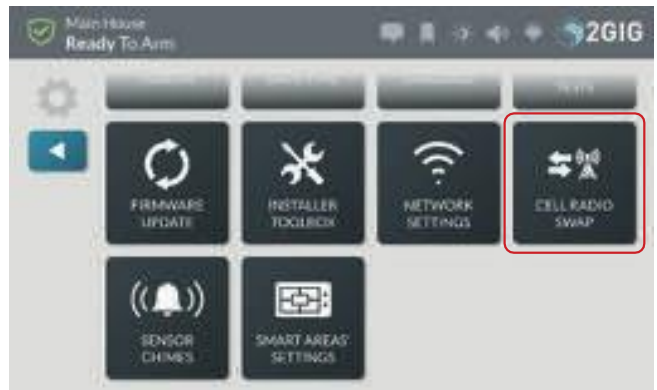 Main House
Ready To Arm
2GIG
FIRMWARE
UPDATE
INSTALLER
TOOLBOX
NETWORK
SETTINGS
CELL RADIO
SWAP
SENSOR
CHIMES
SMART AREAS
SETTINGS